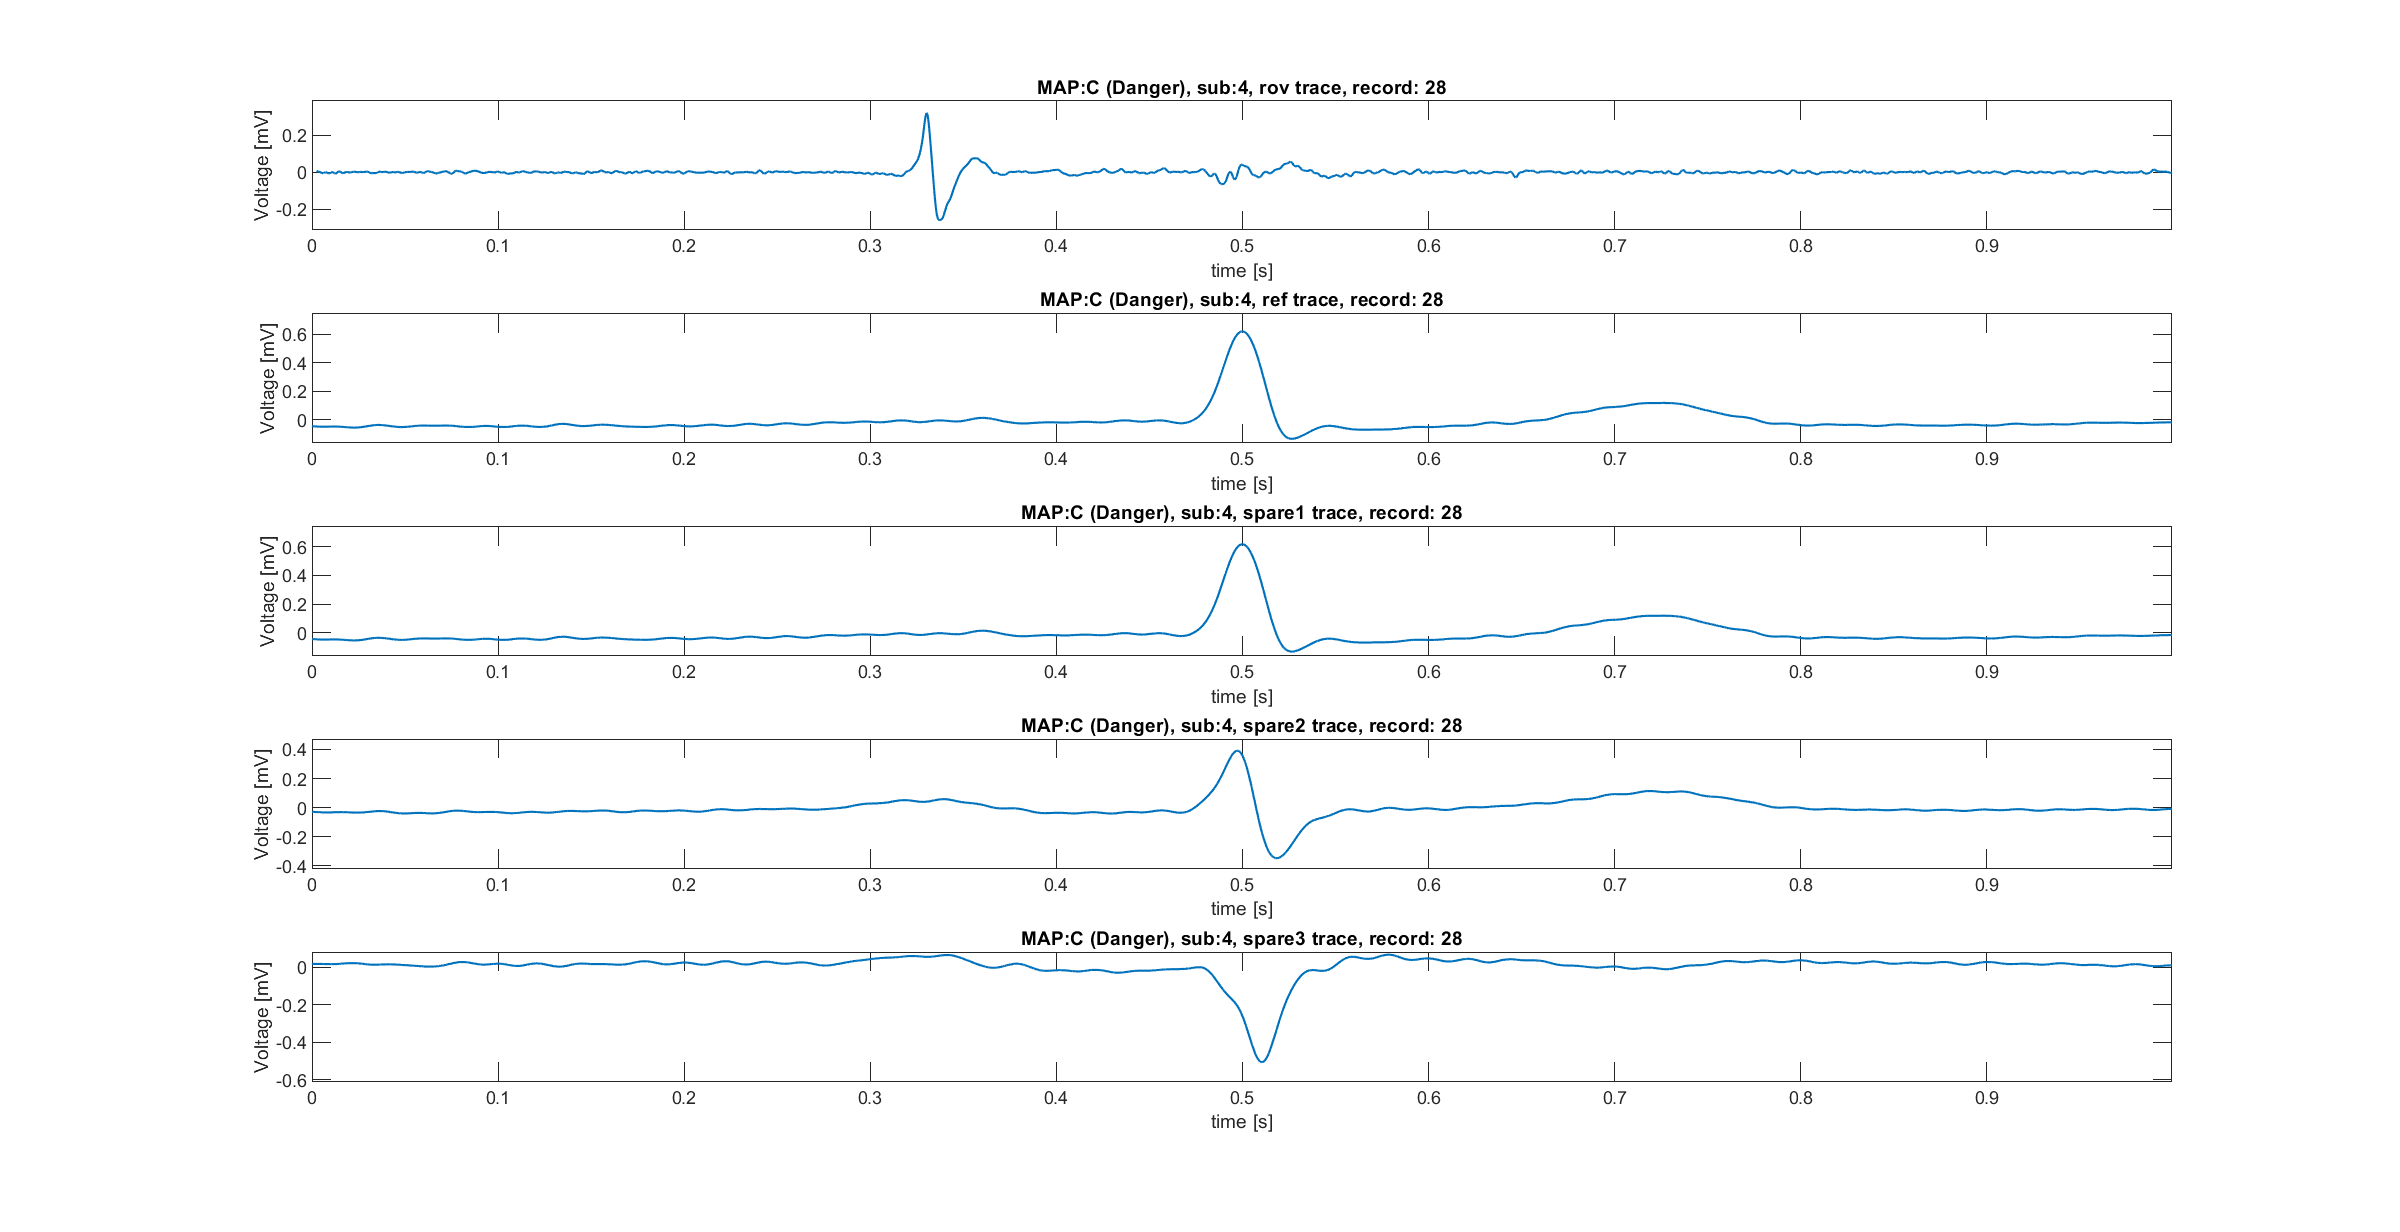 MAP:C (Danger), sub:4, rov trace, record: 28
Voltage [mV]
0.2
0
-0.2
0 0.1 0.2 0.3 0.4 0.5 0.6 0.7 0.8 0.9
time [s]
MAP:C (Danger), sub:4, ref trace, record: 28
Voltage [mV]
0.6
0.4
0.2
0
0 0.1 0.2 0.3 0.4 0.5 0.6 0.7 0.8 0.9
time [s]
MAP:C (Danger), sub:4, spare1 trace, record: 28
Voltage [mV]
0.6
0.4
0.2
0
0 0.1 0.2 0.3 0.4 0.5 0.6 0.7 0.8 0.9
time [s]
MAP:C (Danger), sub:4, spare2 trace, record: 28
Voltage [mV]
0.4
0.2
0
-0.2
-0.4
0 0.1 0.2 0.3 0.4 0.5 0.6 0.7 0.8 0.9
time [s]
MAP:C (Danger), sub:4, spare3 trace, record: 28
Voltage [mV]
0
-0.2
-0.4
-0.6
0 0.1 0.2 0.3 0.4 0.5 0.6 0.7 0.8 0.9
time [s]